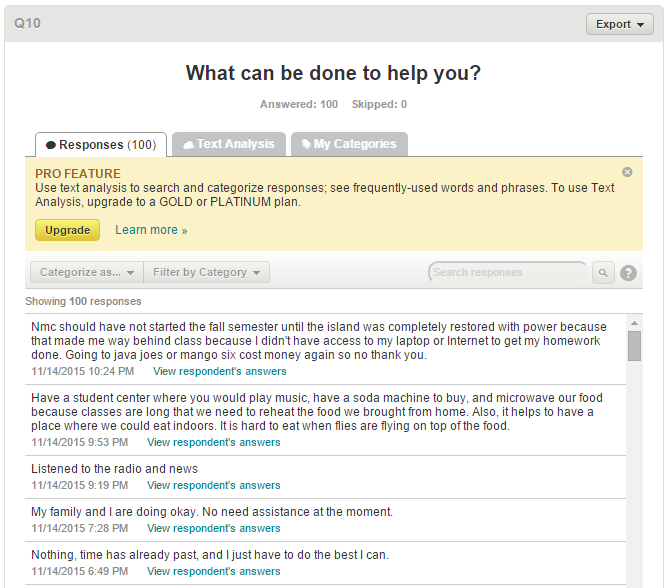 Q10
Export
What can be done to help you?
Answered: 100 Skipped: 0
Responses (100)
Text Analysis
My Categories
PRO FEATURE
Use text analysis to search and categorize responses; see frequently-used words and phrases. To use Text
Analysis, upgrade to a GOLD or PLATINUM plan.
Upgrade
Learn more »
Categorize as...
Filter by Category
Search responses
?
Showing 100 responses
Nmc should have not started the fall semester until the island was completely restored with power because
that made me way behind class because I didn't have access to my laptop or Internet to get my homework
done. Going to java joes or mango six cost money again so no thank you.
11/14/2015 10:24 PM View respondent's answers
Have a student center where you would play music, have a soda machine to buy, and microwave our food
because classes are long that we need to reheat the food we brought from home. Also, it helps to have a
place where we could eat indoors. It is hard to eat when flies are flying on top of the food.
11/14/2015 9:53 PM View respondent's answers
Listened to the radio and news
11/14/2015 9:19 PM View respondent's answers
My family and I are doing okay. No need assistance at the moment.
11/14/2015 7:28 PM View respondent's answers
Nothing, time has already past, and I just have to do the best I can.
11/14/2015 6:49 PM View respondent's answers